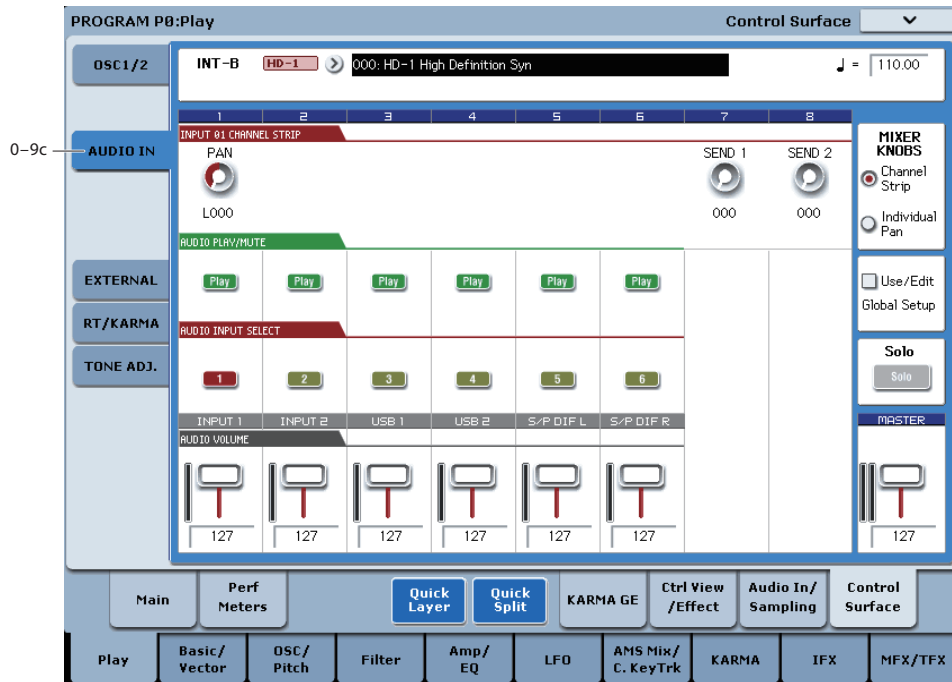 PROGRAM P0:Play
Control Surface
OSC1/2
INT-B
HD-1
000: HD-1 High Definition Syn
♩ = 110.00
1 2 3 4 5 6 7 8
0–9c
AUDIO IN
INPUT 01 CHANNEL STRIP
PAN
SEND 1
SEND 2
L000
000
000
MIXER
KNOBS
Channel
Strip
Individual
Pan
AUDIO PLAY/MUTE
EXTERNAL
Play Play Play Play Play Play
Use/Edit
Global Setup
RT/KARMA
AUDIO INPUT SELECT
TONE ADJ.
1 2 3 4 5 6
Solo
Solo
INPUT 1 INPUT 2 USB 1 USB 2 S/P DIF L S/P DIF R
MASTER
AUDIO VOLUME
127 127 127 127 127 127
127
Main
Perf
Meters
Quick
Layer
Quick
Split
KARMA GE
Ctrl View
/Effect
Audio In/
Sampling
Control
Surface
Play
Basic/
Vector
OSC/
Pitch
Filter
Amp/
EQ
LFO
AMS Mix/
C. KeyTrk
KARMA
IFX
MFX/TFX